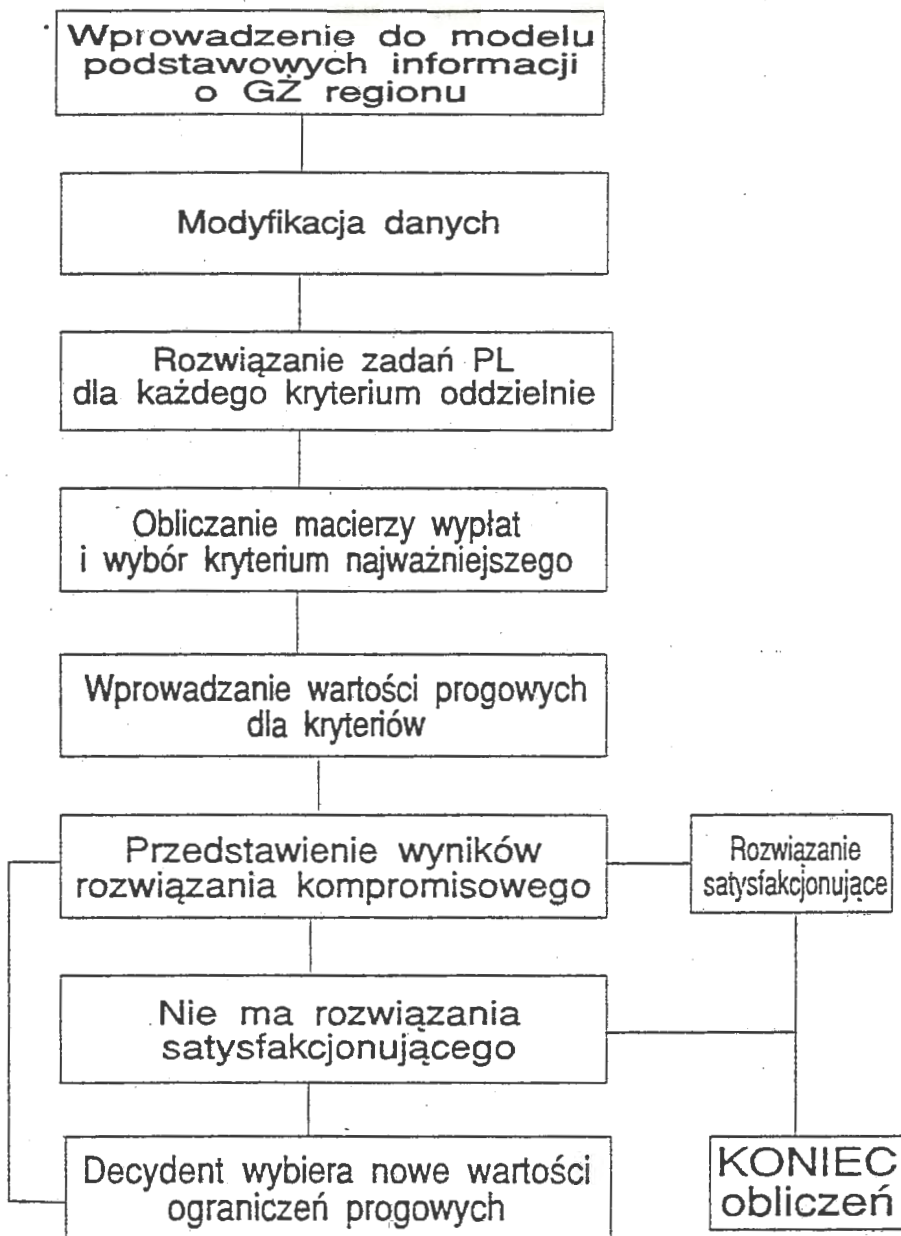 Wprowadzenie do modelu
podstawowych informacji
o GŻ regionu
Modyfikacja danych
Rozwiązanie zadań PL
dla każdego kryterium oddzielnie
Obliczanie macierzy wypłat
i wybór kryterium najważniejszego
Wprowadzanie wartości progowych
dla kryteriów
Przedstawienie wyników
rozwiązania kompromisowego
Rozwiązanie
satysfakcjonujące
Nie ma rozwiązania
satysfakcjonującego
Decydent wybiera nowe wartości
ograniczeń progowych
KONIEC
obliczeń